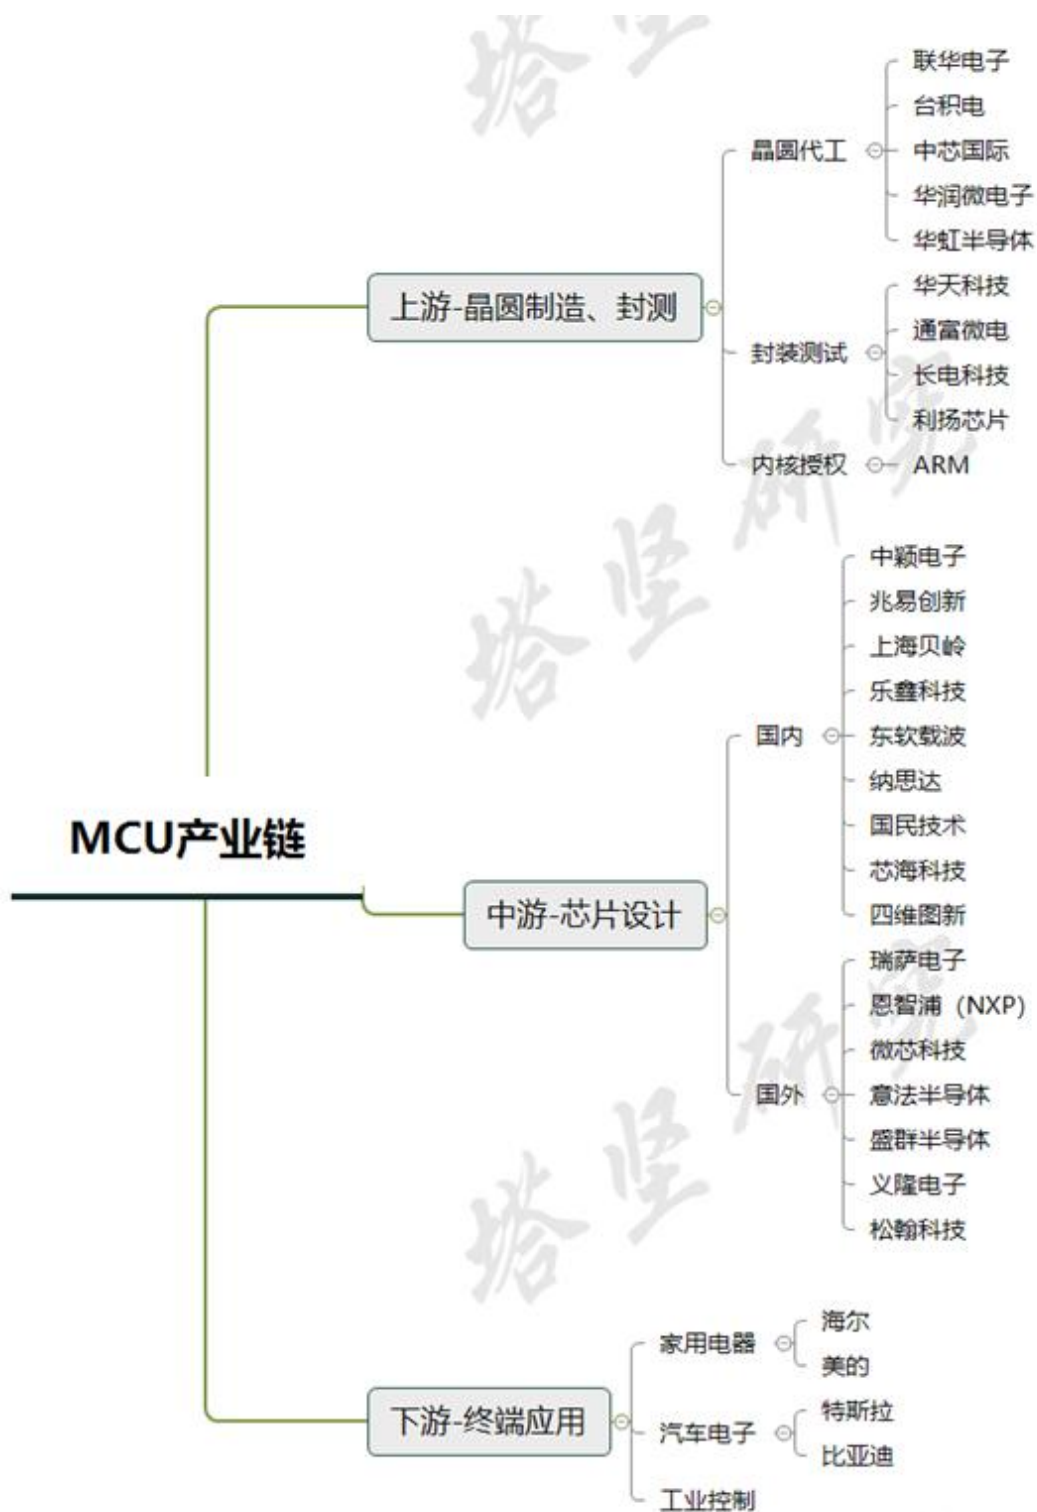 塔坚
联华电子
台积电
晶圆代工
中芯国际
华润微电子
华虹半导体
上游-晶圆制造、封测
华天科技
通富微电
封装测试
长电科技
利扬芯片
内核授权
ARM
塔坚研究
中颖电子
兆易创新
上海贝岭
乐鑫科技
国内
东软载波
纳思达
国民技术
芯海科技
四维图新
MCU产业链
中游-芯片设计
瑞萨电子
恩智浦（NXP）
微芯科技
国外
意法半导体
盛群半导体
义隆电子
松翰科技
塔坚研究
家用电器
海尔
美的
下游-终端应用
汽车电子
特斯拉
比亚迪
工业控制